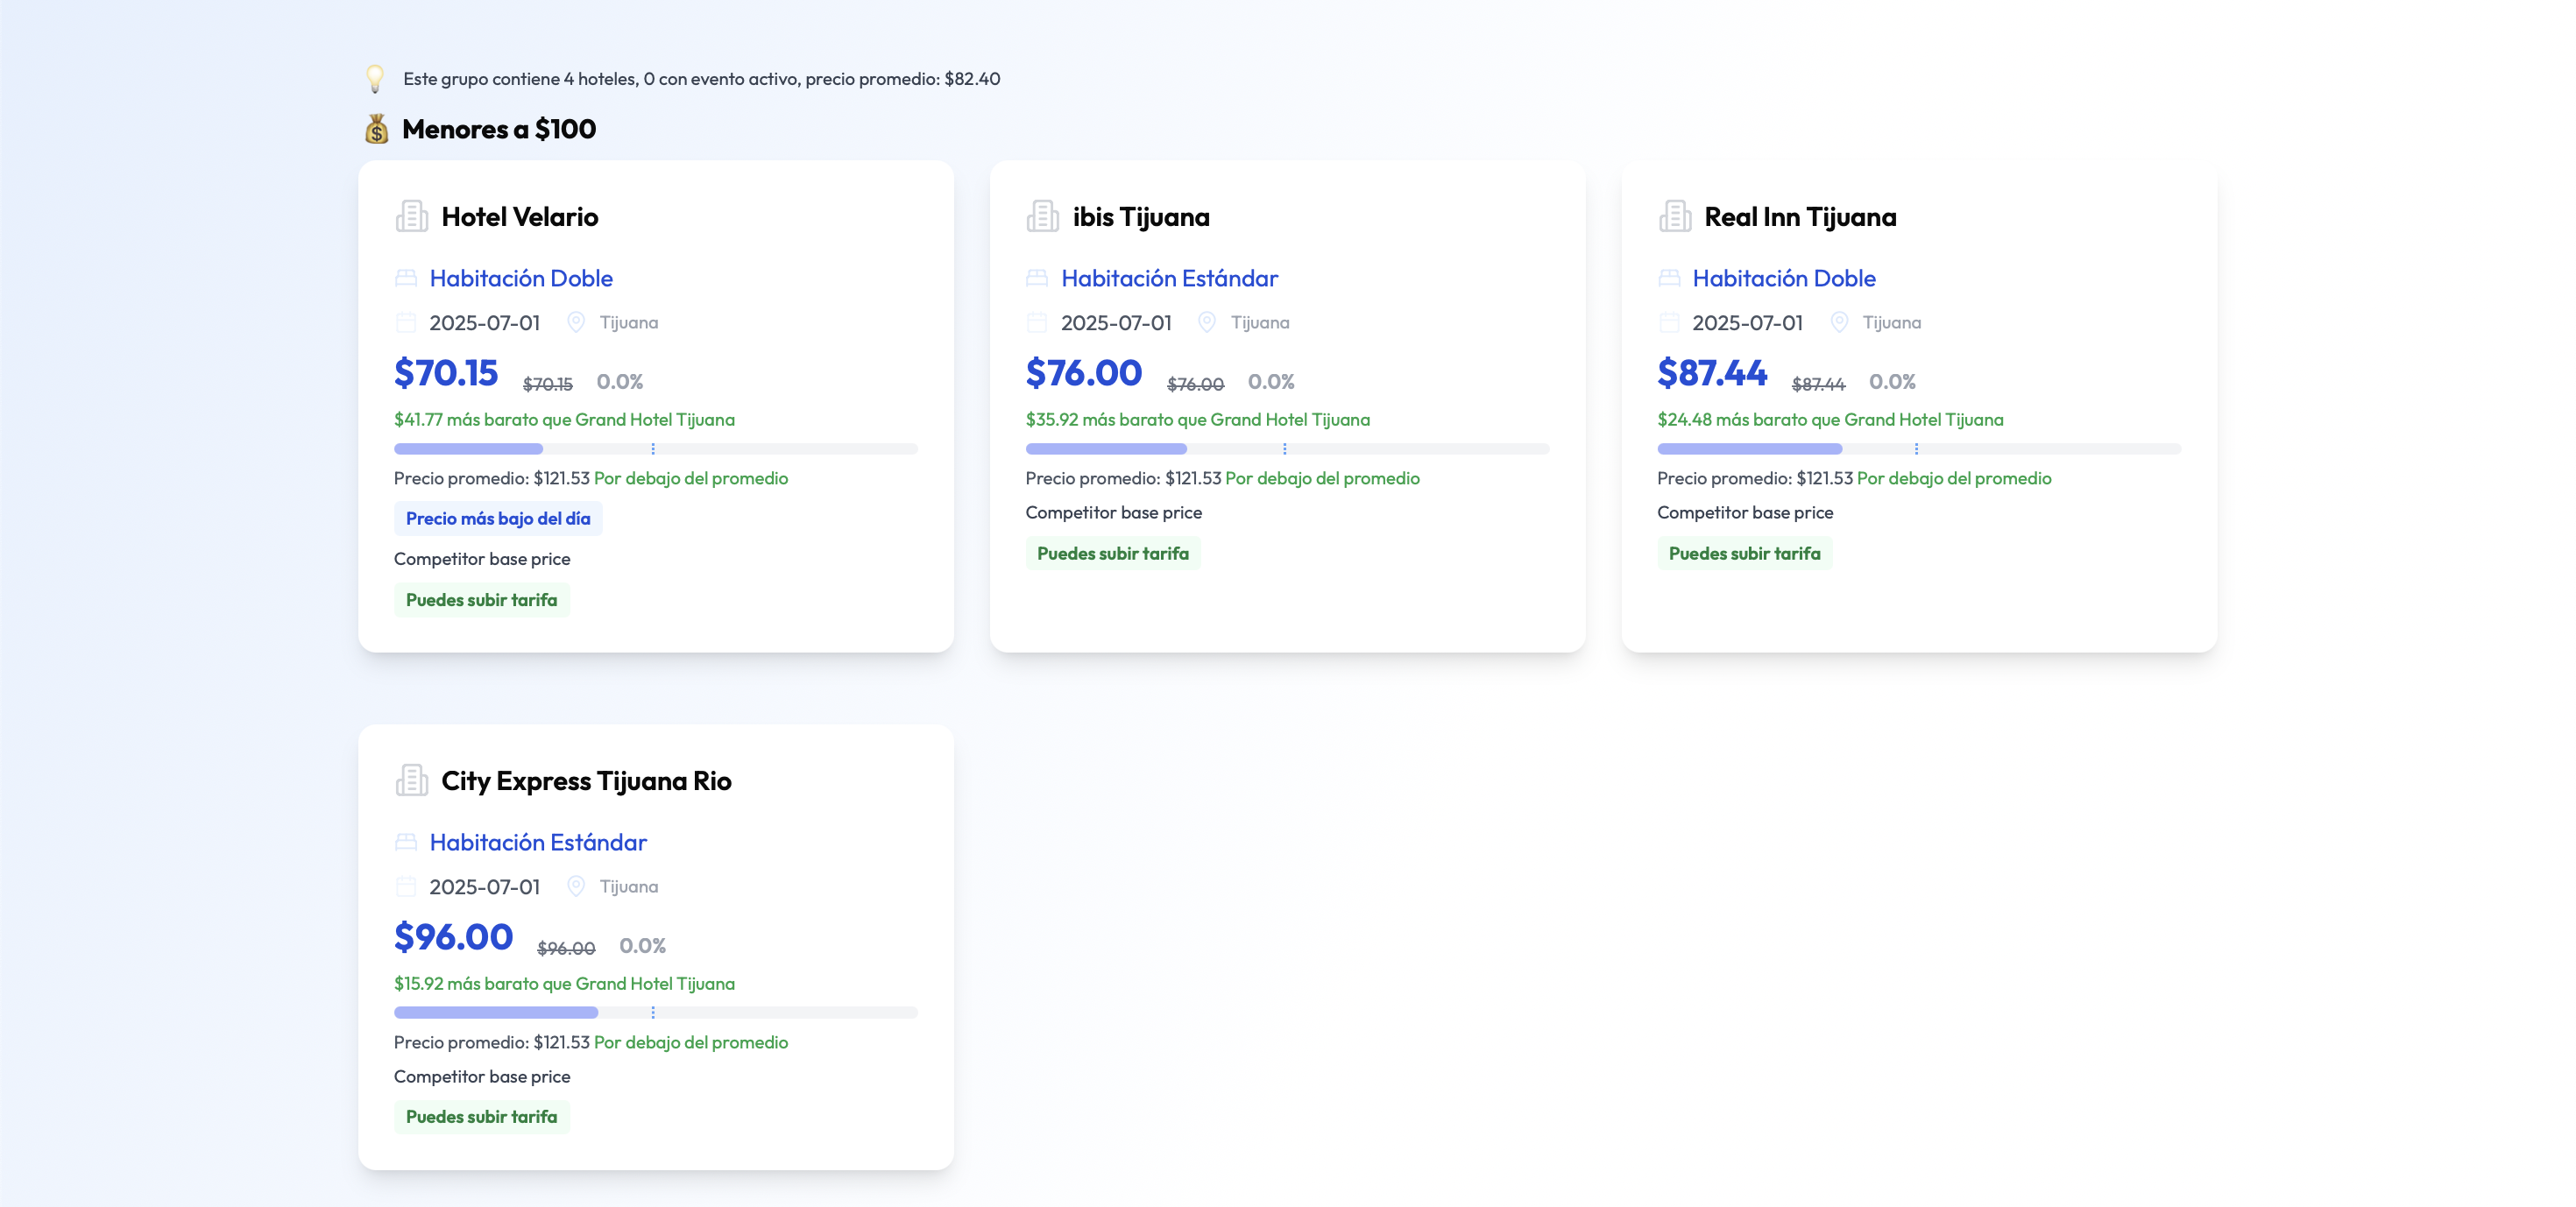 Este grupo contiene 4 hoteles, 0 con evento activo, precio promedio: $82.40
Menores a $100
Hotel Velario
Habitación Doble
2025-07-01 Tijuana
$70.15 $70.15 0.0%
$41.77 más barato que Grand Hotel Tijuana
Precio promedio: $121.53 Por debajo del promedio
Precio más bajo del día
Competitor base price
Puedes subir tarifa
ibis Tijuana
Habitación Estándar
2025-07-01 Tijuana
$76.00 $76.00 0.0%
$35.92 más barato que Grand Hotel Tijuana
Precio promedio: $121.53 Por debajo del promedio
Competitor base price
Puedes subir tarifa
Real Inn Tijuana
Habitación Doble
2025-07-01 Tijuana
$87.44 $87.44 0.0%
$24.48 más barato que Grand Hotel Tijuana
Precio promedio: $121.53 Por debajo del promedio
Competitor base price
Puedes subir tarifa
City Express Tijuana Rio
Habitación Estándar
2025-07-01 Tijuana
$96.00 $96.00 0.0%
$15.92 más barato que Grand Hotel Tijuana
Precio promedio: $121.53 Por debajo del promedio
Competitor base price
Puedes subir tarifa